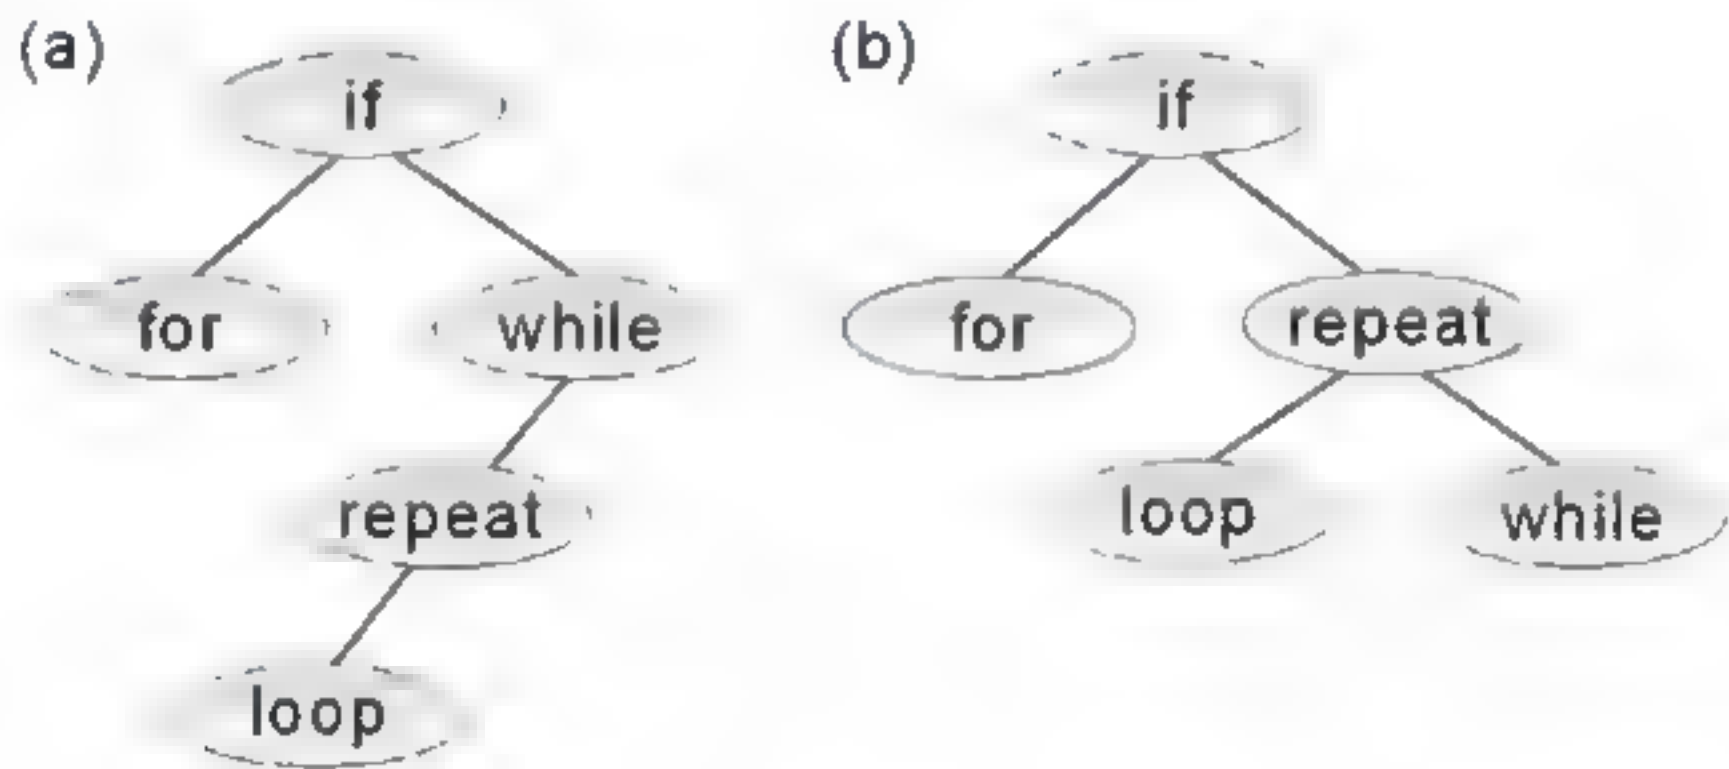 (a)
if
for
while
repeat
loop
(b)
if
for
repeat
loop
while